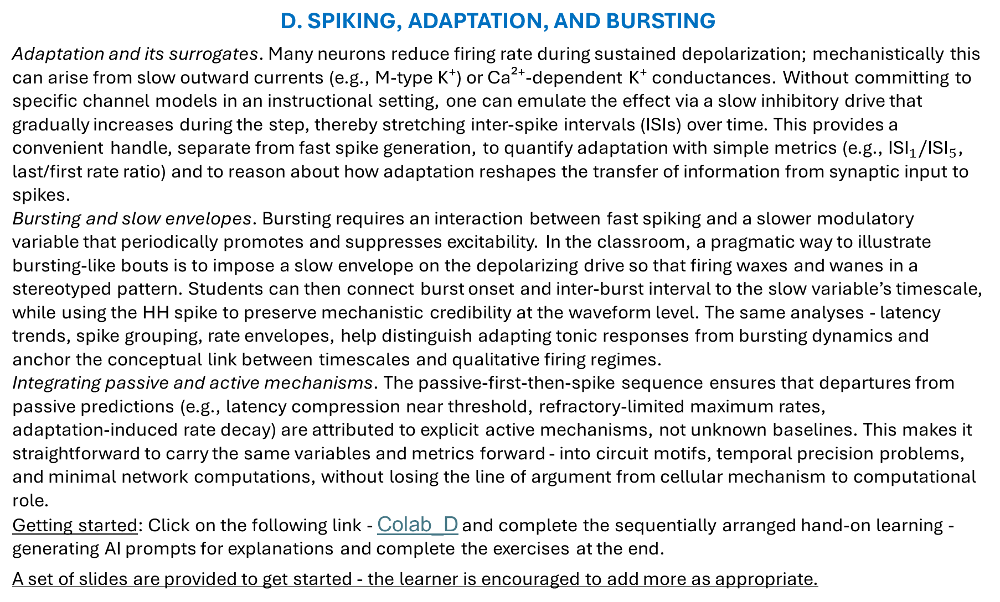 D. SPIKING, ADAPTATION, AND BURSTING
Adaptation and its surrogates. Many neurons reduce firing rate during sustained depolarization; mechanistically this
can arise from slow outward currents (e.g., M-type K⁺) or Ca²⁺-dependent K⁺ conductances. Without committing to
specific channel models in an instructional setting, one can emulate the effect via a slow inhibitory drive that
gradually increases during the step, thereby stretching inter-spike intervals (ISIs) over time. This provides a
convenient handle, separate from fast spike generation, to quantify adaptation with simple metrics (e.g., ISI₁/ISI₅,
last/first rate ratio) and to reason about how adaptation reshapes the transfer of information from synaptic input to
spikes.
Bursting and slow envelopes. Bursting requires an interaction between fast spiking and a slower modulatory
variable that periodically promotes and suppresses excitability. In the classroom, a pragmatic way to illustrate
bursting-like bouts is to impose a slow envelope on the depolarizing drive so that firing waxes and wanes in a
stereotyped pattern. Students can then connect burst onset and inter-burst interval to the slow variable’s timescale,
while using the HH spike to preserve mechanistic credibility at the waveform level. The same analyses - latency
trends, spike grouping, rate envelopes, help distinguish adapting tonic responses from bursting dynamics and
anchor the conceptual link between timescales and qualitative firing regimes.
Integrating passive and active mechanisms. The passive-first-then-spike sequence ensures that departures from
passive predictions (e.g., latency compression near threshold, refractory-limited maximum rates,
adaptation-induced rate decay) are attributed to explicit active mechanisms, not unknown baselines. This makes it
straightforward to carry the same variables and metrics forward - into circuit motifs, temporal precision problems,
and minimal network computations, without losing the line of argument from cellular mechanism to computational
role.
Getting started: Click on the following link - Colab_D and complete the sequentially arranged hand-on learning -
generating AI prompts for explanations and complete the exercises at the end.
A set of slides are provided to get started - the learner is encouraged to add more as appropriate.